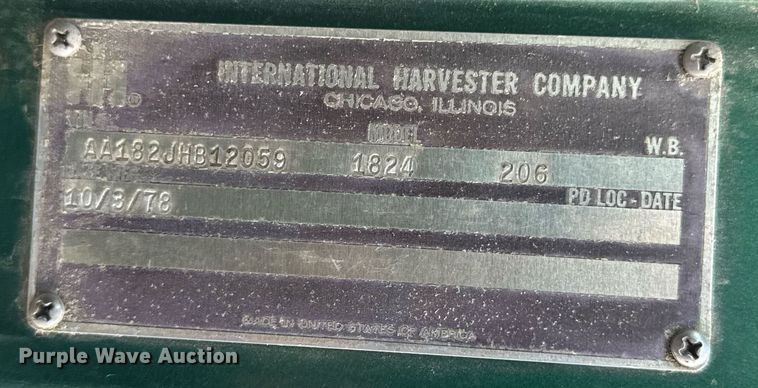 IH®
INTERNATIONAL HARVESTER COMPANY
CHICAGO, ILLINOIS
MODEL W.B.
AA182JHB12059 1824 206
10/3/78 PD LOC-DATE
MADE IN UNITED STATES OF AMERICA
Purple Wave Auction